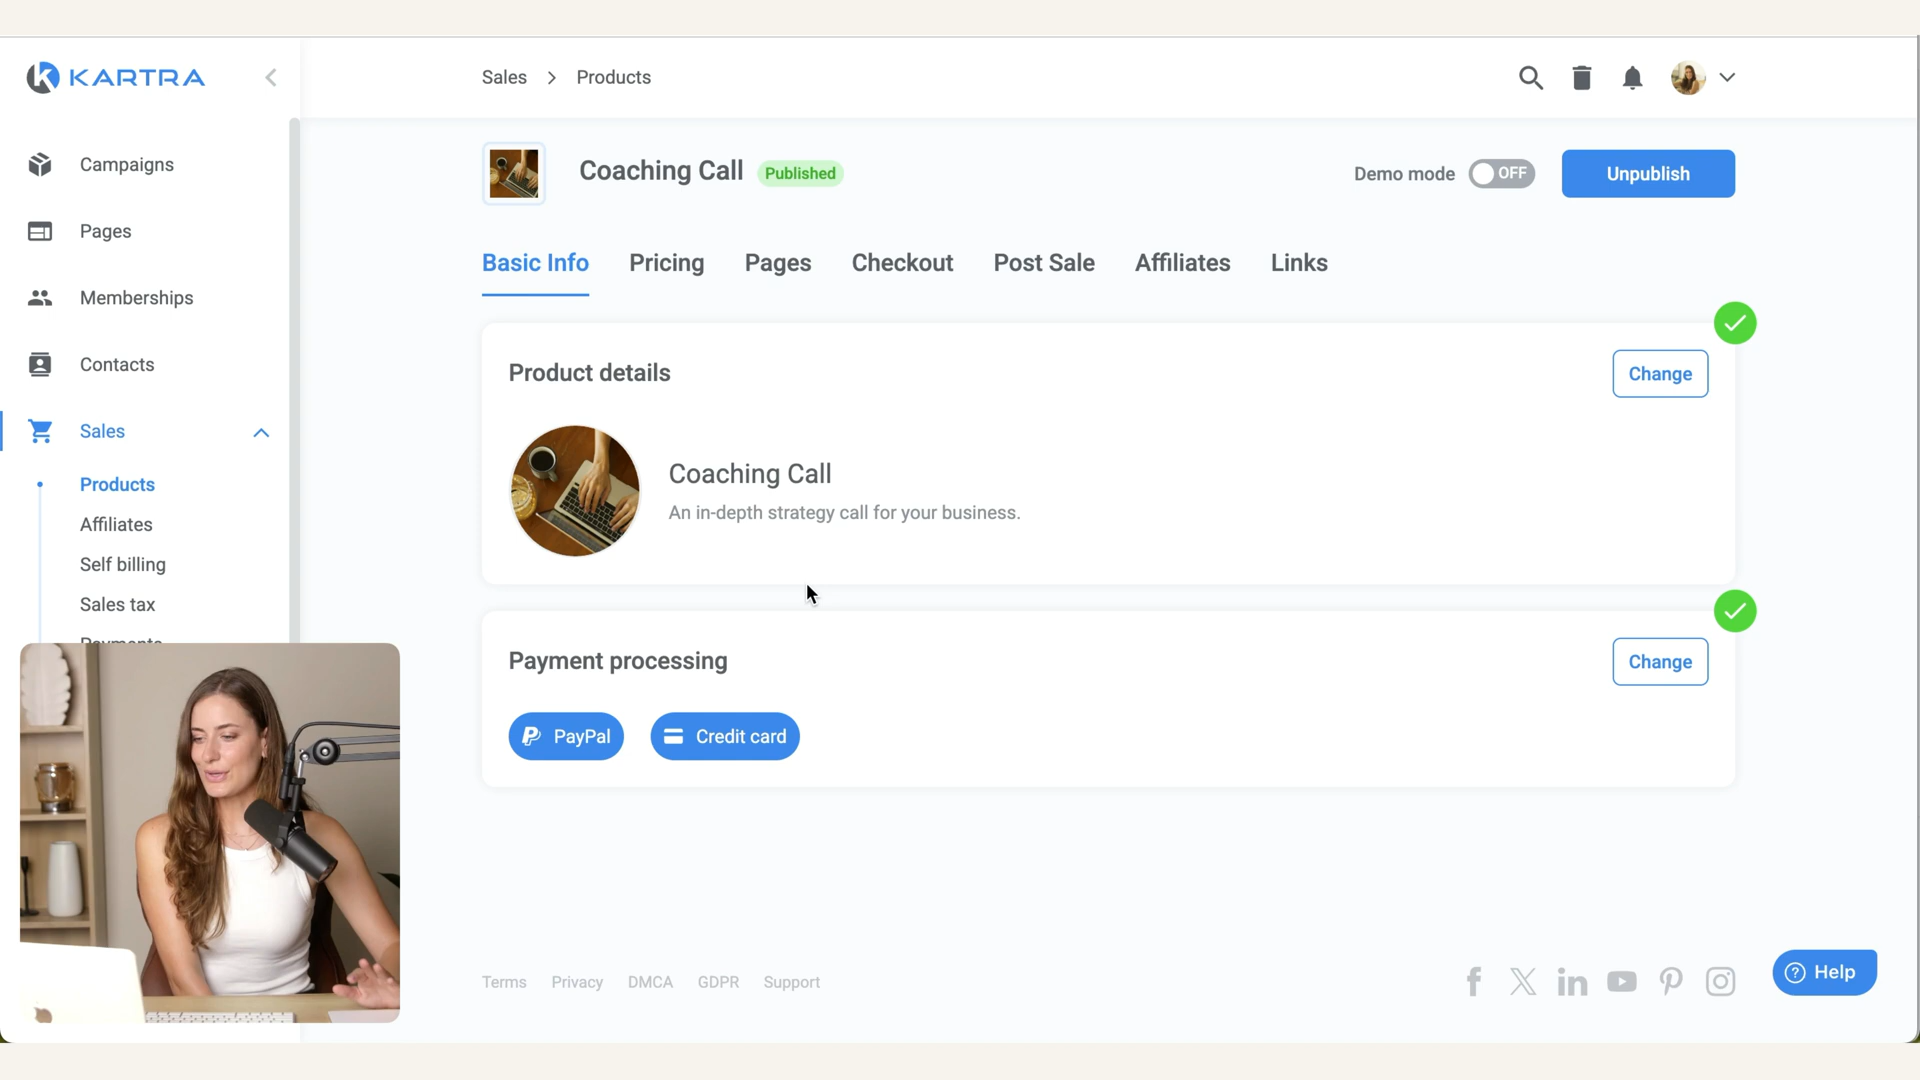 KARTRA
Sales > Products
Campaigns
Pages
Memberships
Contacts
Sales
Products
Affiliates
Self billing
Sales tax
Payments
Coaching Call Published
Demo mode OFF Unpublish
Basic Info Pricing Pages Checkout Post Sale Affiliates Links
Product details
Change
Coaching Call
An in-depth strategy call for your business.
Payment processing
Change
PayPal Credit card
Terms Privacy DMCA GDPR Support
Help